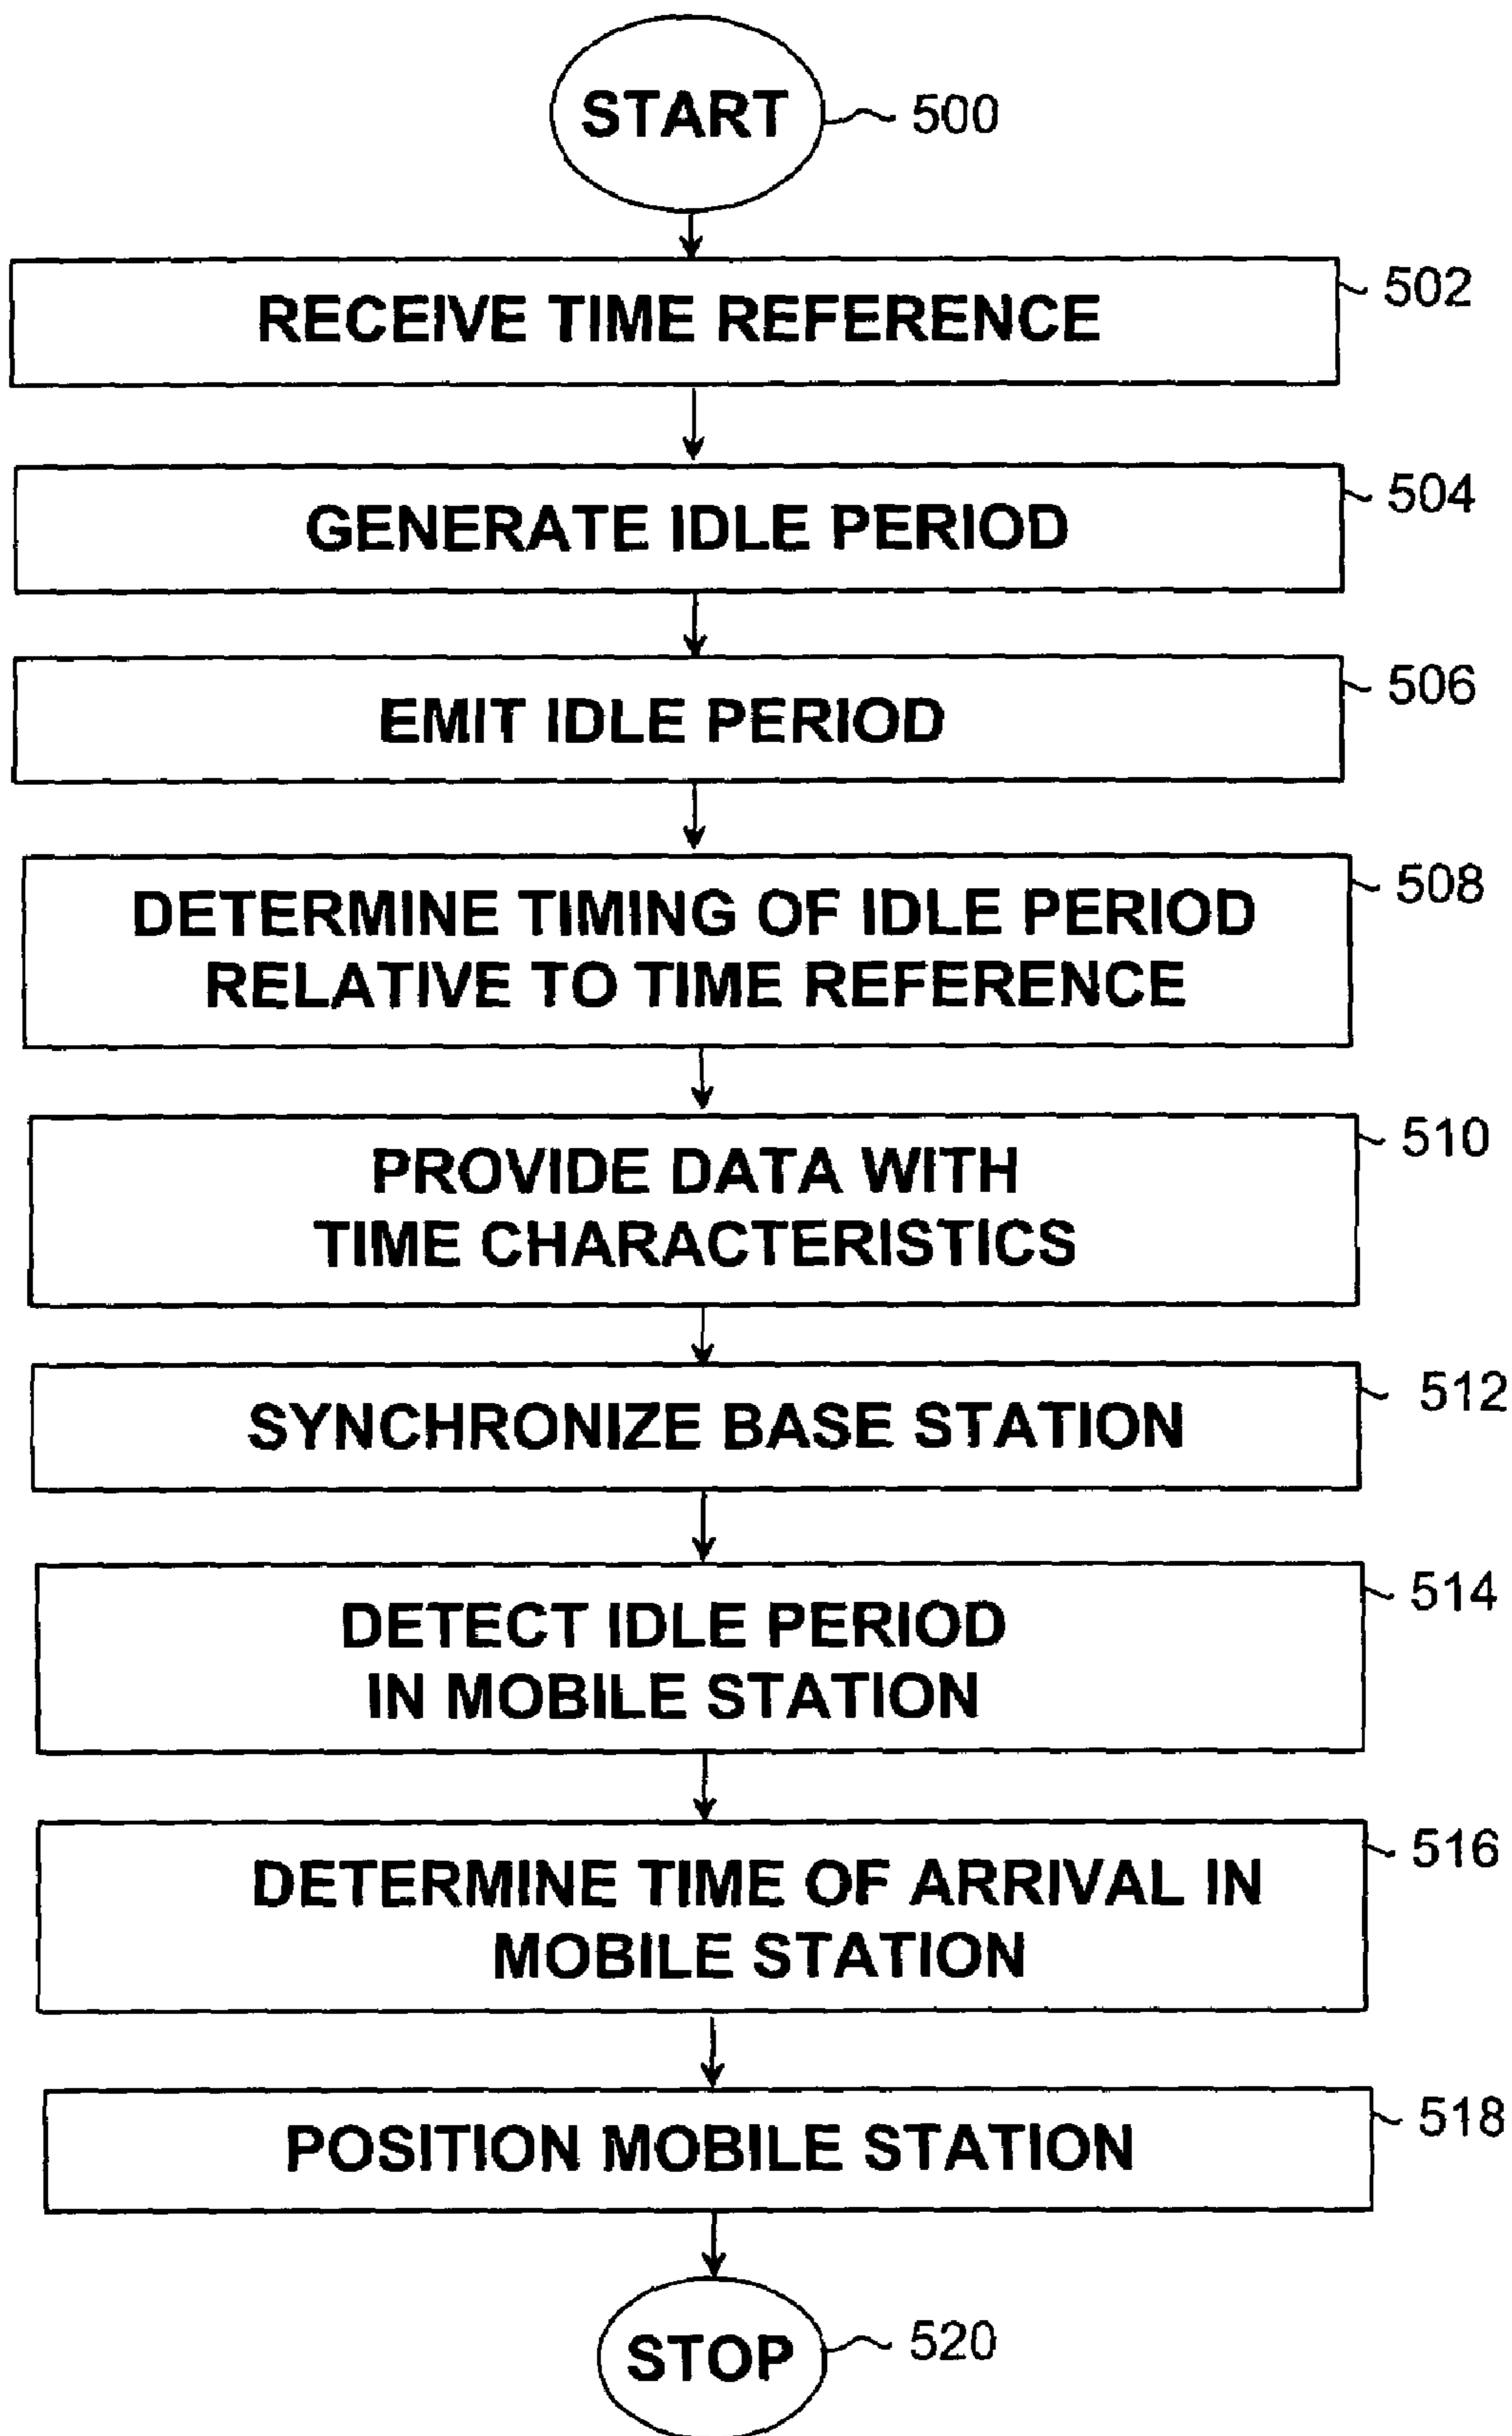 START
500
RECEIVE TIME REFERENCE
502
GENERATE IDLE PERIOD
504
EMIT IDLE PERIOD
506
DETERMINE TIMING OF IDLE PERIOD
RELATIVE TO TIME REFERENCE
508
PROVIDE DATA WITH
TIME CHARACTERISTICS
510
SYNCHRONIZE BASE STATION
512
DETECT IDLE PERIOD
IN MOBILE STATION
514
DETERMINE TIME OF ARRIVAL IN
MOBILE STATION
516
POSITION MOBILE STATION
518
STOP
520